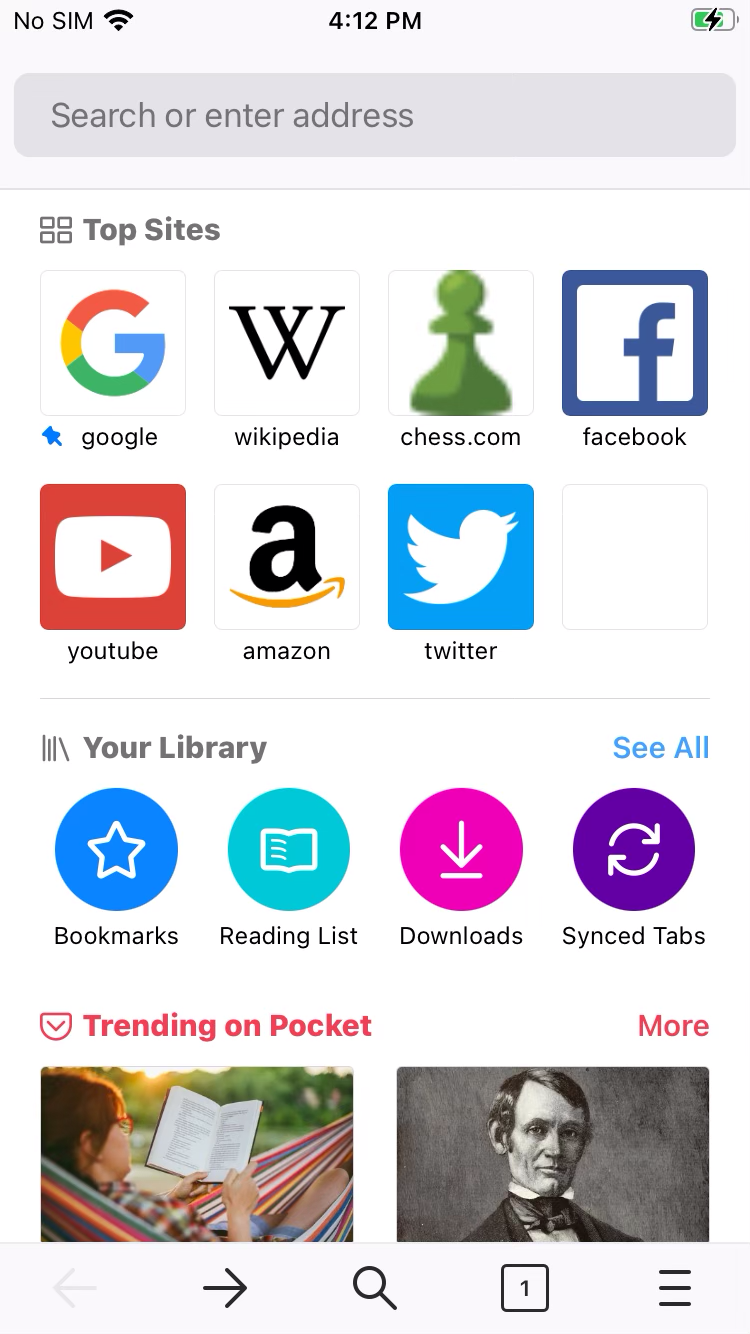 No SIM 4:12 PM
Search or enter address
Top Sites
google wikipedia chess.com facebook
youtube amazon twitter
Your Library See All
Bookmarks Reading List Downloads Synced Tabs
Trending on Pocket More
1